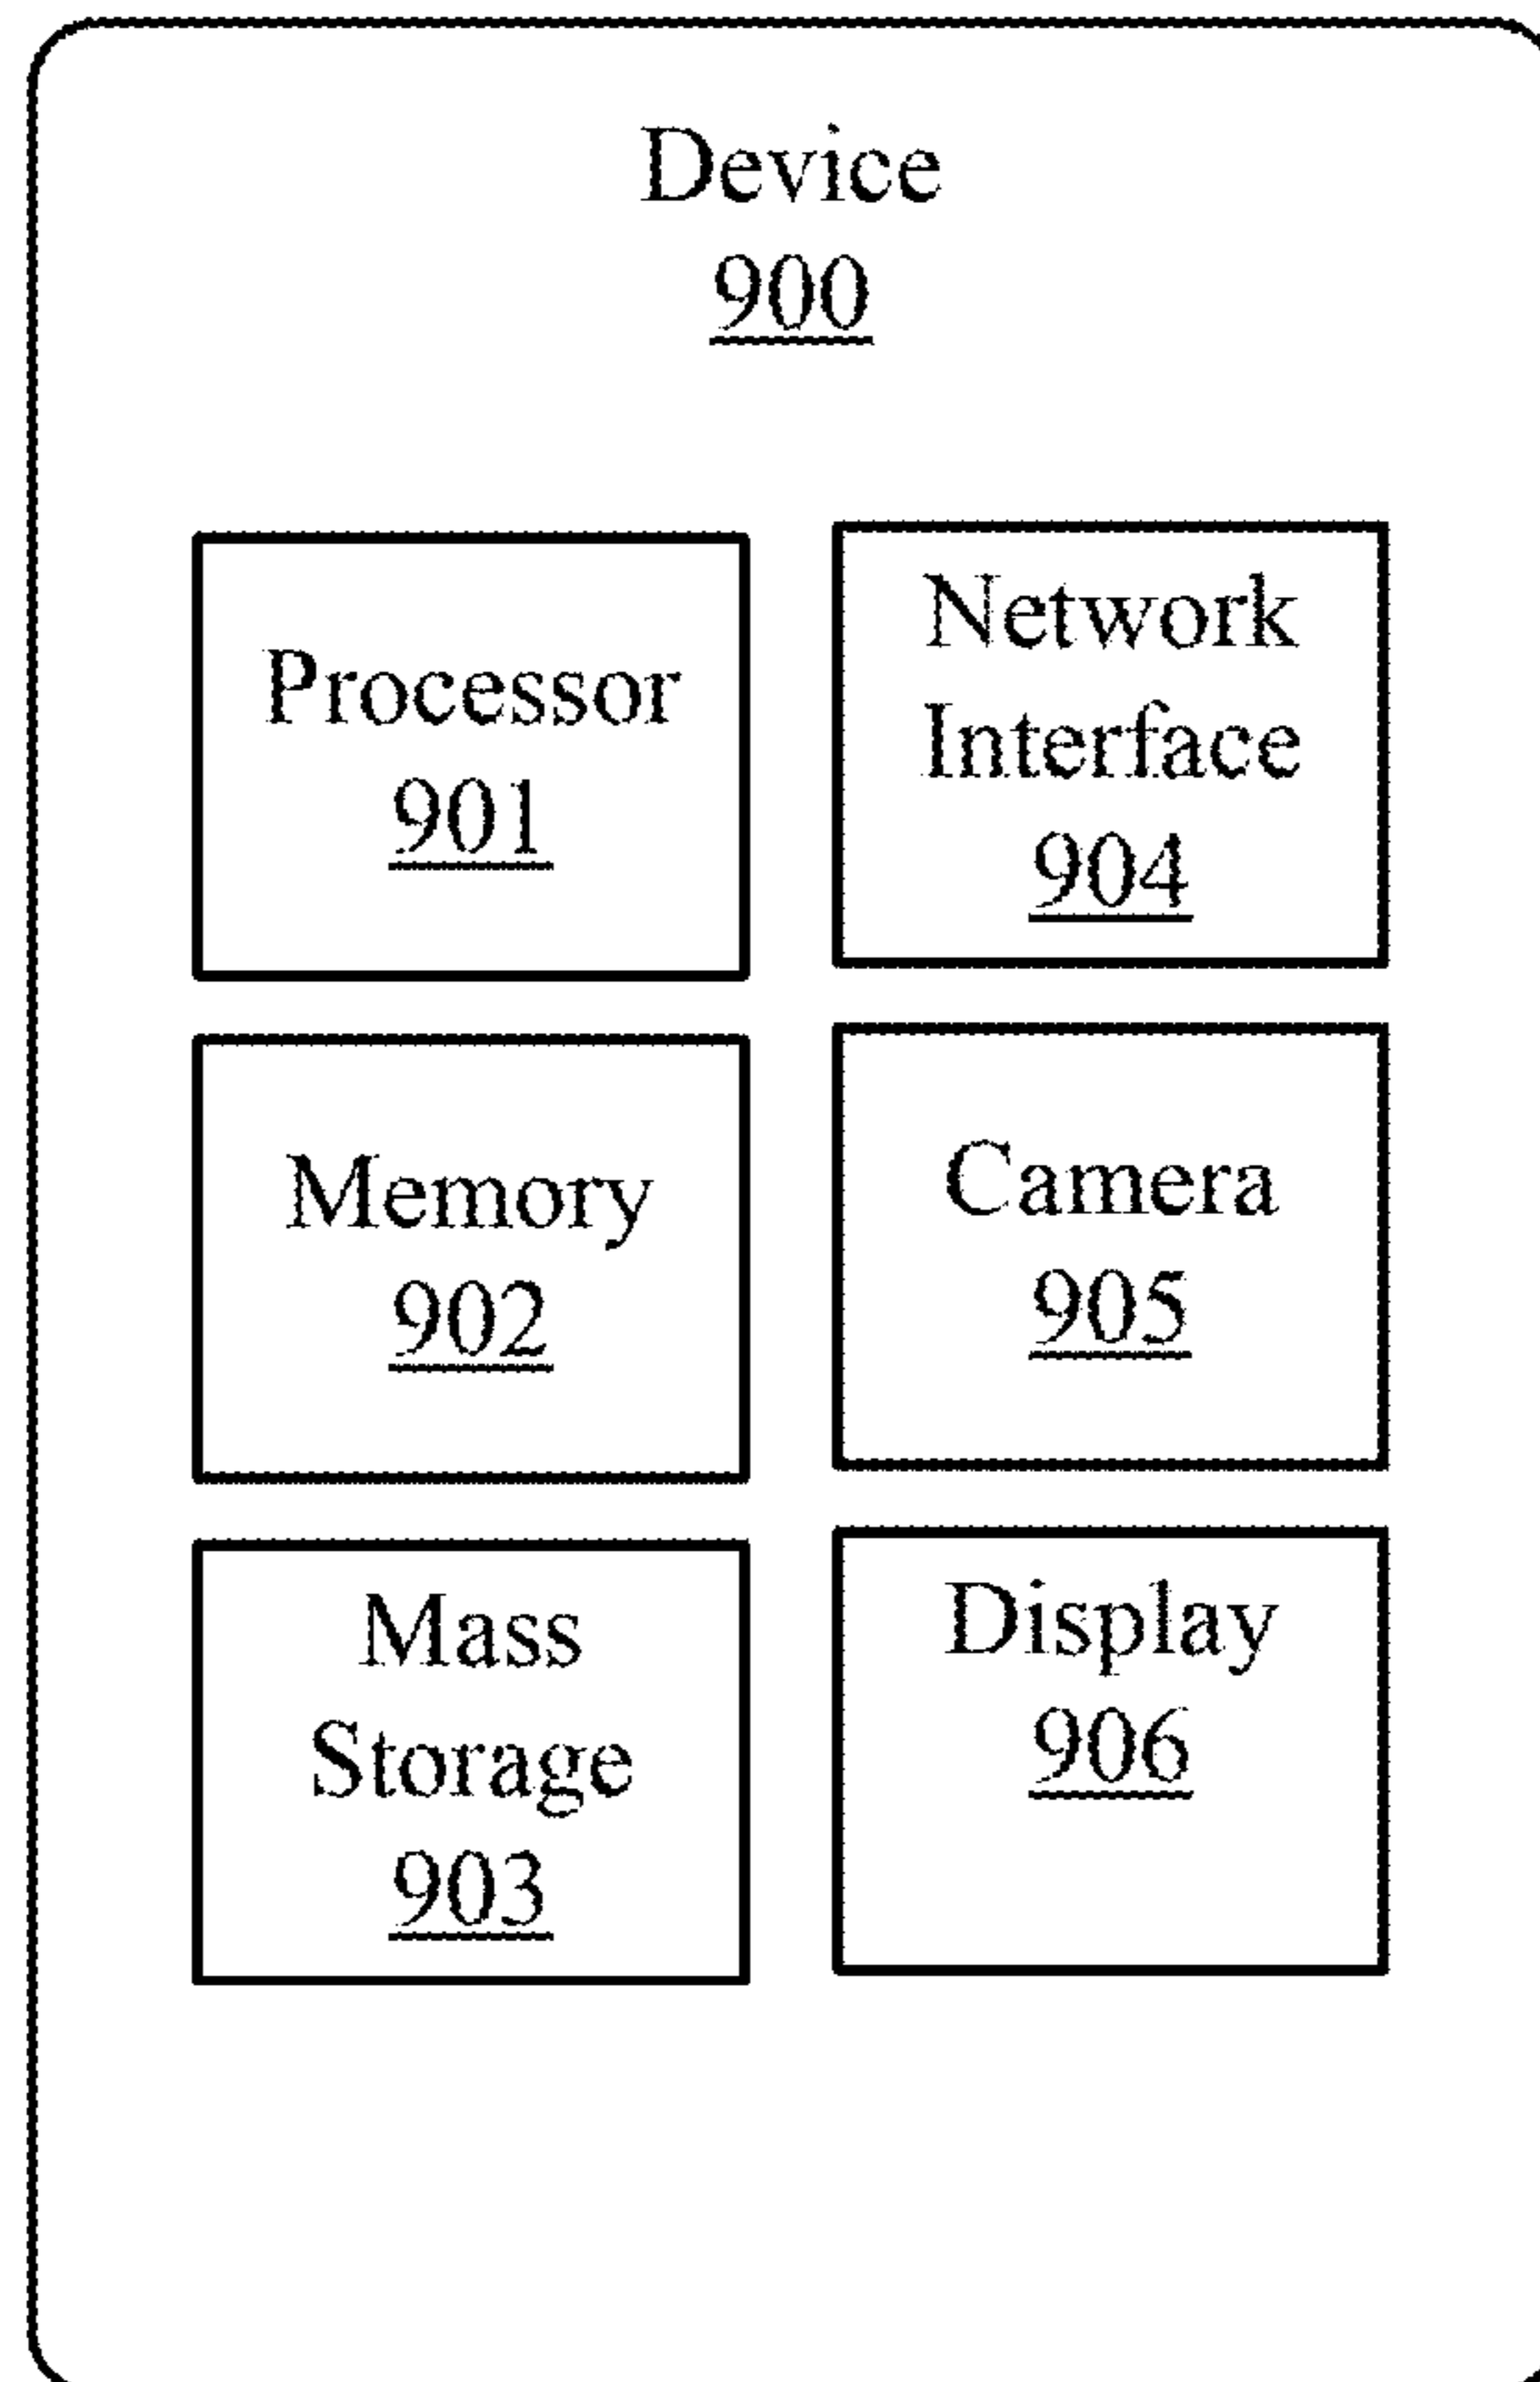 Device
900
Processor
901
Network
Interface
904
Memory
902
Camera
905
Mass
Storage
903
Display
906